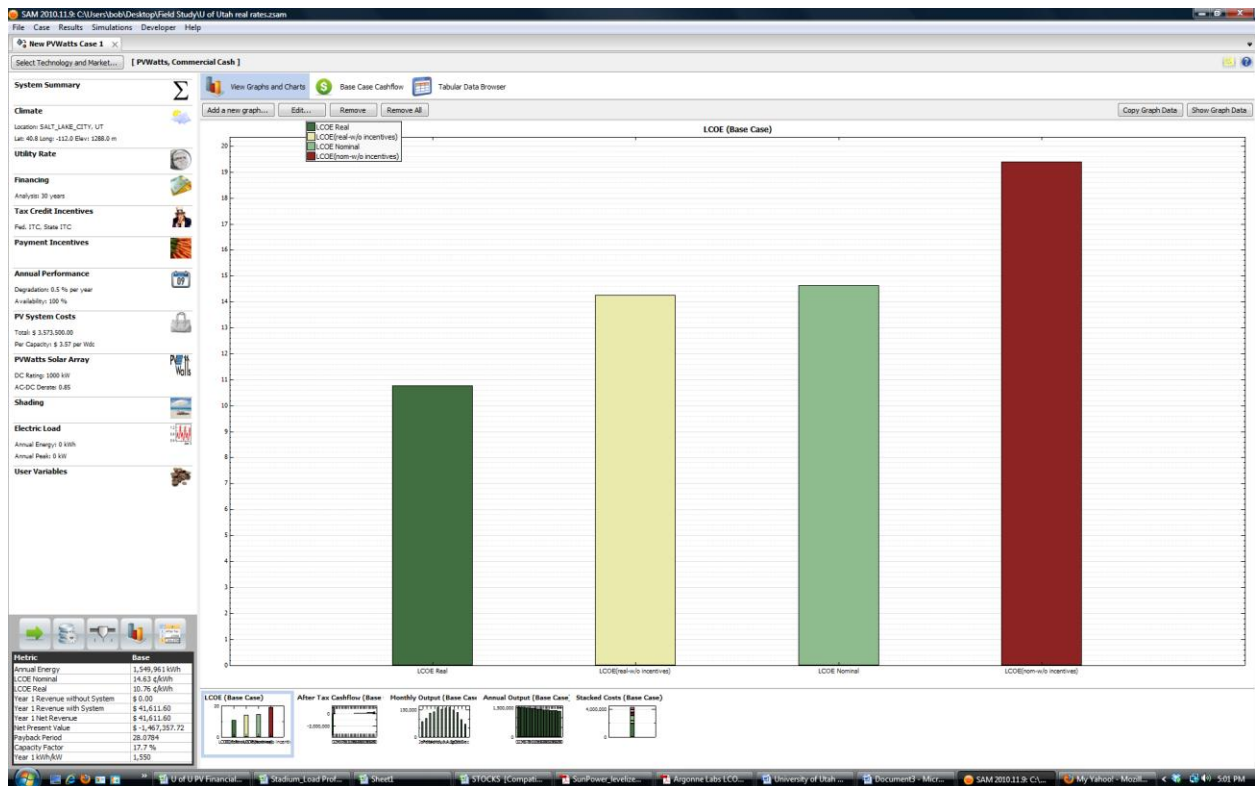 SAM 2010.11.9: C:\Users\bob\Desktop\Field Study\U of Utah real rates.zsam
File Case Results Simulations Developer Help
New PVWatts Case 1
Select Technology and Market... [ PVWatts, Commercial Cash ]
System Summary
Climate
Location: SALT_LAKE_CITY, UT
Lat: 40.8 Long: -112.0 Elev: 1288.0 m
Utility Rate
Financing
Analysis: 30 years
Tax Credit Incentives
Fed. ITC, State ITC
Payment Incentives
Annual Performance
Degradation: 0.5 % per year
Availability: 100 %
PV System Costs
Total: $ 3,573,500.00
Per Capacity: $ 3.57 per Wdc
PVWatts Solar Array
DC Rating: 1000 kW
AC-DC Derate: 0.85
Shading
Electric Load
Annual Energy: 0 kWh
Annual Peak: 0 kW
User Variables
Metric Base
Annual Energy 1,549,961 kWh
LCOE Nominal 14.63 ¢/kWh
LCOE Real 10.76 ¢/kWh
Year 1 Revenue without System $ 0.00
Year 1 Revenue with System $ 41,611.60
Year 1 Net Revenue $ 41,611.60
Net Present Value $ -1,467,357.72
Payback Period 28.0784
Capacity Factor 17.7 %
Year 1 kWh/kW 1,550
View Graphs and Charts Base Case Cashflow Tabular Data Browser
Add a new graph... Edit... Remove Remove All Copy Graph Data Show Graph Data
LCOE (Base Case)
LCOE Real
LCOE(real-w/o incentives)
LCOE Nominal
LCOE(nom-w/o incentives)
20
19
18
17
16
15
14
13
12
11
10
9
8
7
6
5
4
3
2
1
0
LCOE Real LCOE(real-w/o incentives) LCOE Nominal LCOE(nom-w/o incentives)
LCOE (Base Case) After Tax Cashflow (Base Monthly Output (Base Case Annual Output (Base Case) Stacked Costs (Base Case)
U of U PV Financial... Stadium_Load Prof... Sheet1 STOCKS [Compati... SunPower_levelize... Argonne Labs LCO... University of Utah ... Document3 - Micr... SAM 2010.11.9: C:\... My Yahoo! - Mozill... 5:01 PM